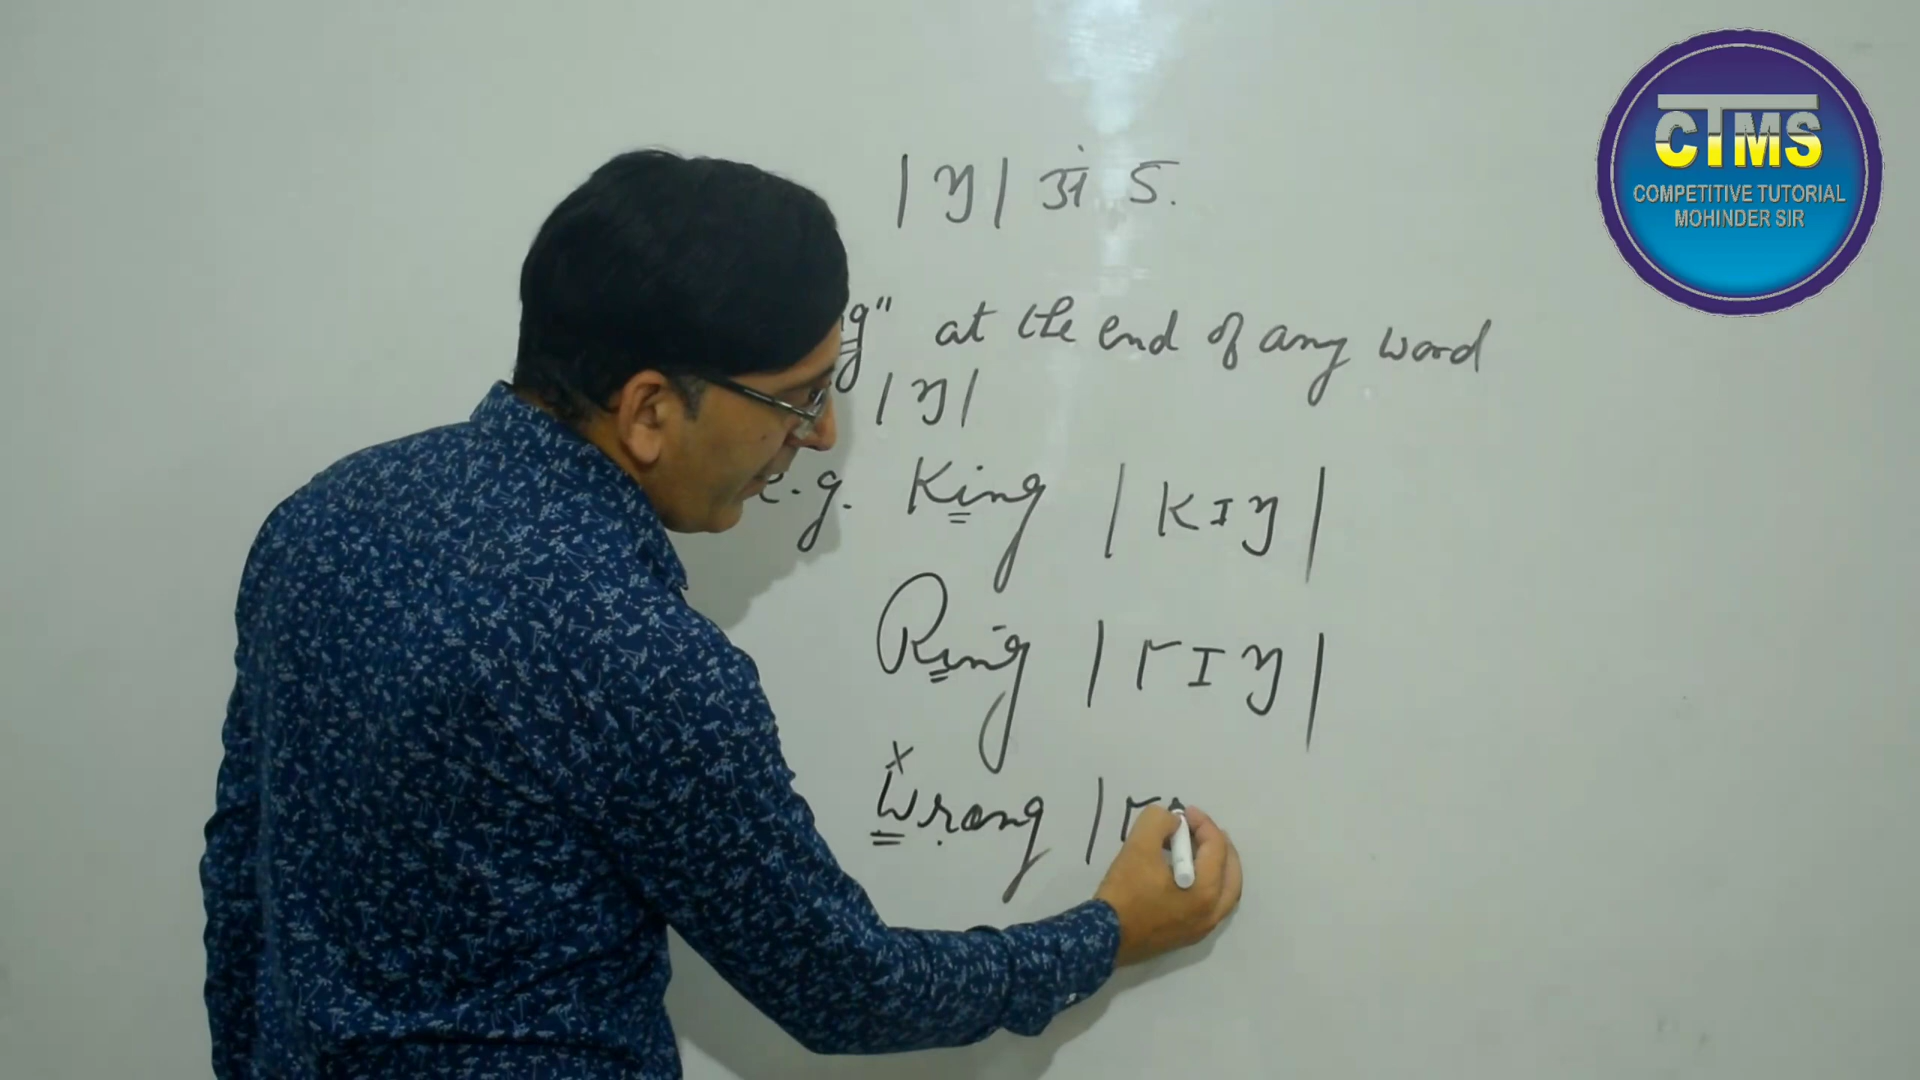 /ŋ/ अं ड.
g" at the end of any word
/ŋ/
e.g. King / KIŋ /
Ring / rIŋ /
x
Wrong / r
CTMS
COMPETITIVE TUTORIAL
MOHINDER SIR